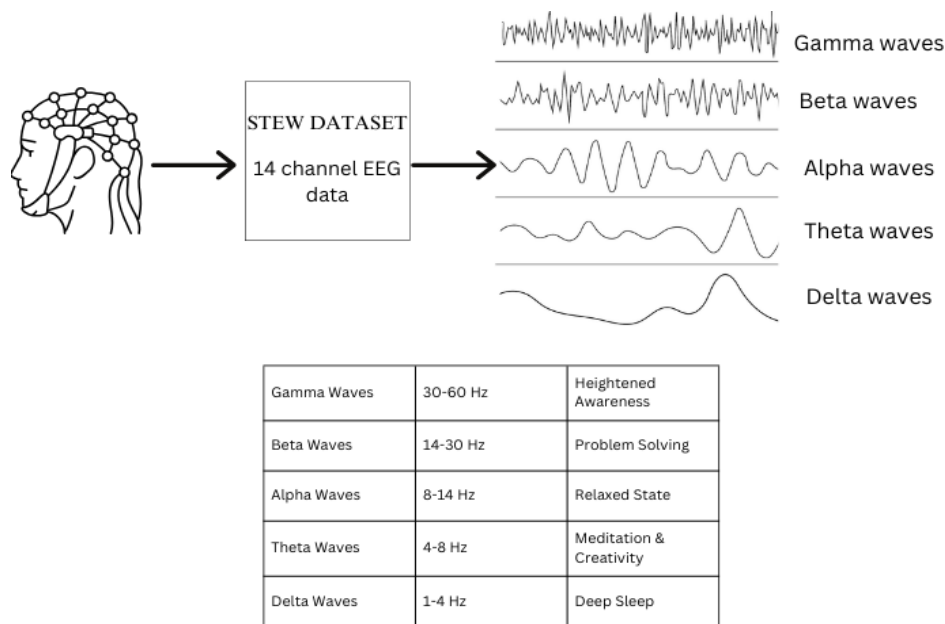 STEW DATASET
14 channel EEG
data
Gamma waves
Beta waves
Alpha waves
Theta waves
Delta waves
Gamma Waves 30-60 Hz Heightened
Awareness
Beta Waves 14-30 Hz Problem Solving
Alpha Waves 8-14 Hz Relaxed State
Theta Waves 4-8 Hz Meditation &
Creativity
Delta Waves 1-4 Hz Deep Sleep